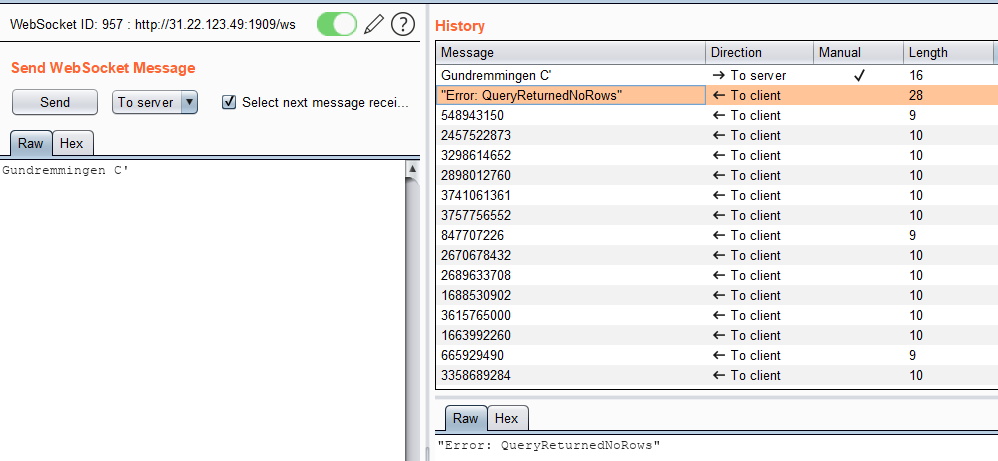 WebSocket ID: 957 : http://31.22.123.49:1909/ws
Send WebSocket Message
Send To server Select next message recei...
Raw Hex
Gundremmingen C'
History
Message Direction Manual Length
Gundremmingen C' → To server ✓ 16
"Error: QueryReturnedNoRows" ← To client 28
548943150 ← To client 9
2457522873 ← To client 10
3298614652 ← To client 10
2898012760 ← To client 10
3741061361 ← To client 10
3757756552 ← To client 10
847707226 ← To client 9
2670678432 ← To client 10
2689633708 ← To client 10
1688530902 ← To client 10
3615765000 ← To client 10
1663992260 ← To client 10
665929490 ← To client 9
3358689284 ← To client 10
Raw Hex
"Error: QueryReturnedNoRows"